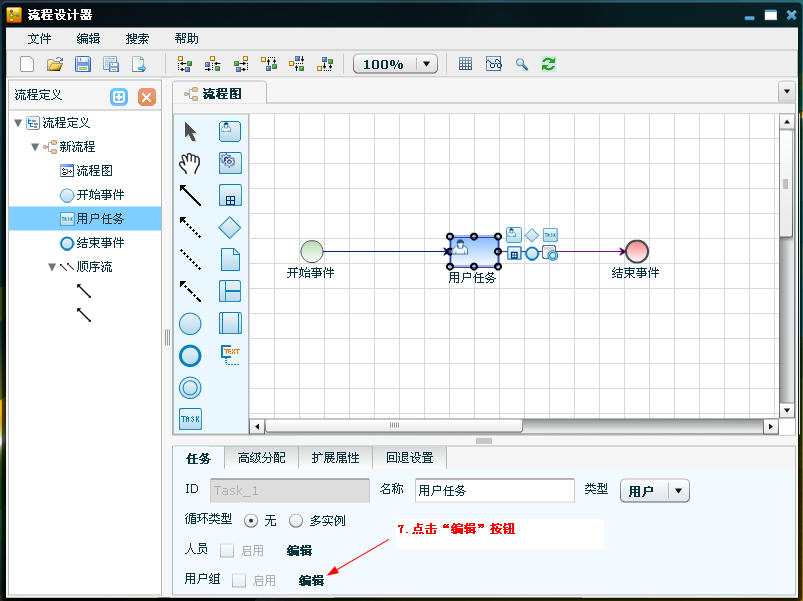 流程设计器
文件 编辑 搜索 帮助
100%
流程定义
流程图
流程定义
新流程
流程图
开始事件
TASK 用户任务
结束事件
顺序流
TEXT
TASK
TASK
开始事件
用户任务
结束事件
任务 高级分配 扩展属性 回退设置
ID Task_1 名称 用户任务 类型 用户
循环类型 无 多实例
7.点击“编辑”按钮
人员 启用 编辑
用户组 启用 编辑